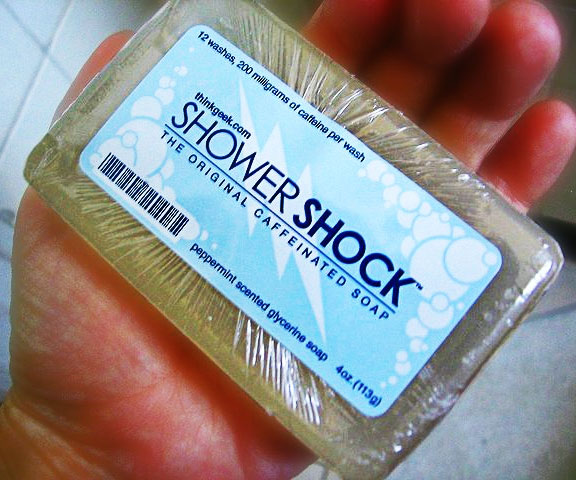 12 washes, 200 milligrams of caffeine per wash
thinkgeek.com
SHOWER SHOCK™
THE ORIGINAL CAFFEINATED SOAP
peppermint scented glycerine soap 4oz. (113g)